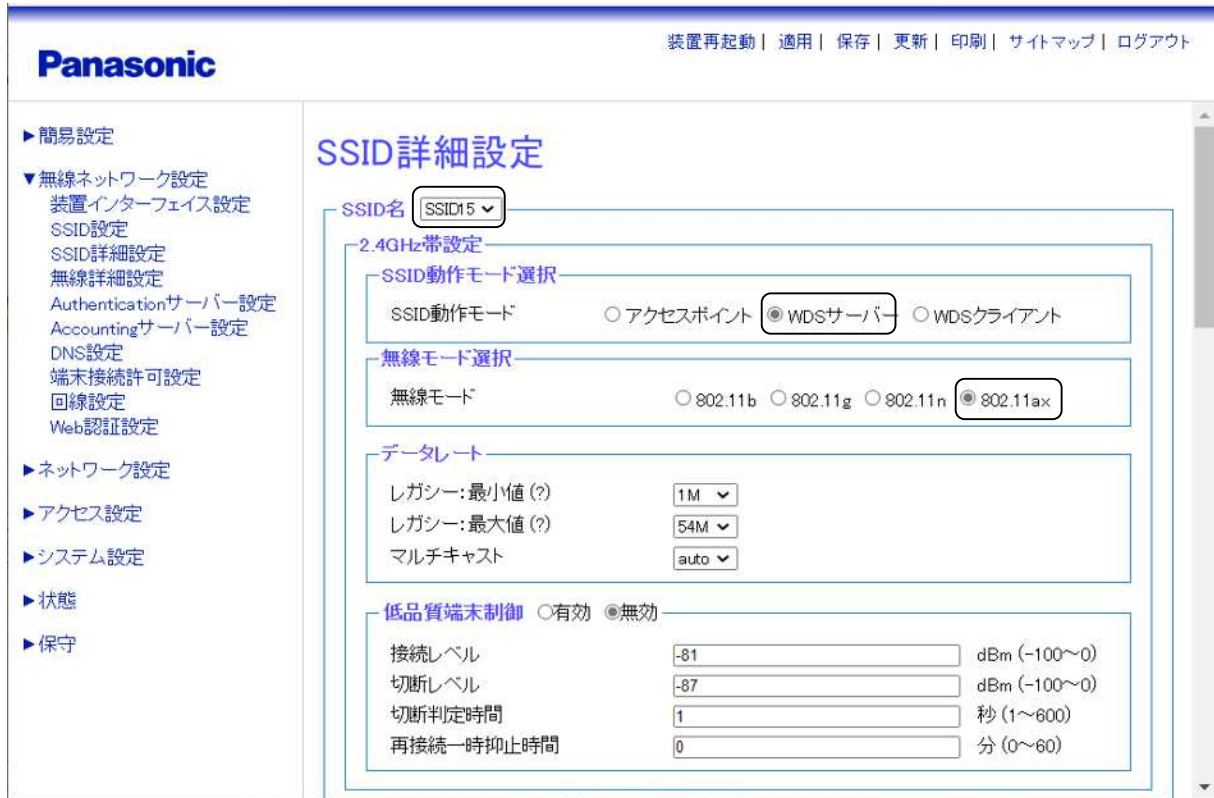 装置再起動| 適用| 保存| 更新| 印刷| サイトマップ| ログアウト
Panasonic
▶簡易設定
▼無線ネットワーク設定
装置インターフェイス設定
SSID設定
SSID詳細設定
無線詳細設定
Authenticationサーバー設定
Accountingサーバー設定
DNS設定
端末接続許可設定
回線設定
Web認証設定
▶ネットワーク設定
▶アクセス設定
▶システム設定
▶状態
▶保守
SSID詳細設定
SSID名 SSID15
2.4GHz帯設定
SSID動作モード選択
SSID動作モード ○アクセスポイント ◉WDSサーバー ○WDSクライアント
無線モード選択
無線モード ○802.11b ○802.11g ○802.11n ◉802.11ax
データレート
レガシー:最小値(?) 1M
レガシー:最大値(?) 54M
マルチキャスト auto
低品質端末制御 ○有効 ◉無効
接続レベル -81 dBm(-100～0)
切断レベル -87 dBm(-100～0)
切断判定時間 1 秒(1～600)
再接続一時抑止時間 0 分(0～60)